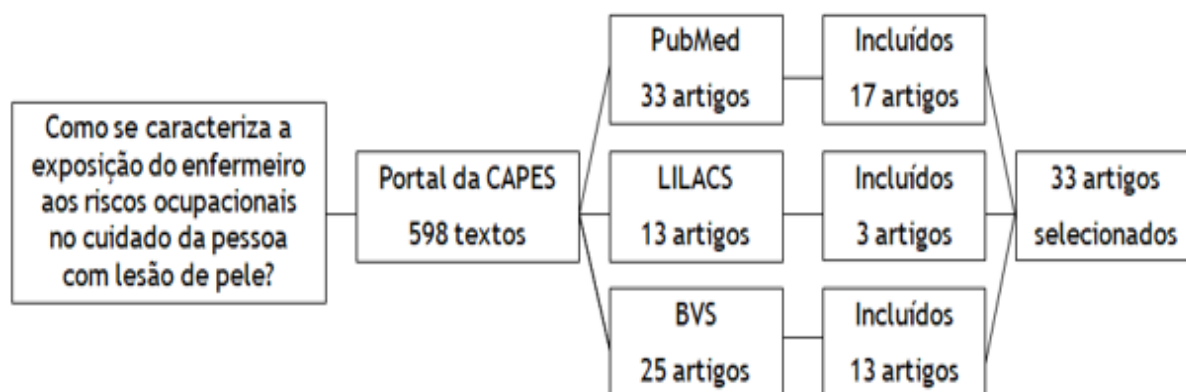 Como se caracteriza a
exposição do enfermeiro
aos riscos ocupacionais
no cuidado da pessoa
com lesão de pele?
Portal da CAPES
598 textos
PubMed
33 artigos
Incluídos
17 artigos
LILACS
13 artigos
Incluídos
3 artigos
BVS
25 artigos
Incluídos
13 artigos
33 artigos
selecionados